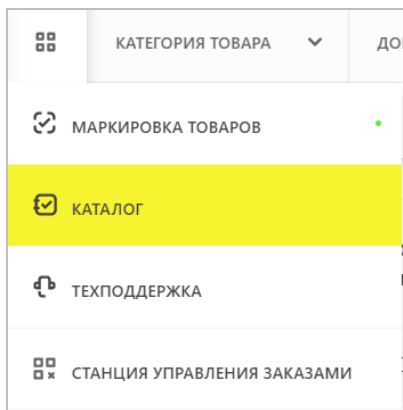 КАТЕГОРИЯ ТОВАРА
МАРКИРОВКА ТОВАРОВ
КАТАЛОГ
ТЕХПОДДЕРЖКА
СТАНЦИЯ УПРАВЛЕНИЯ ЗАКАЗАМИ